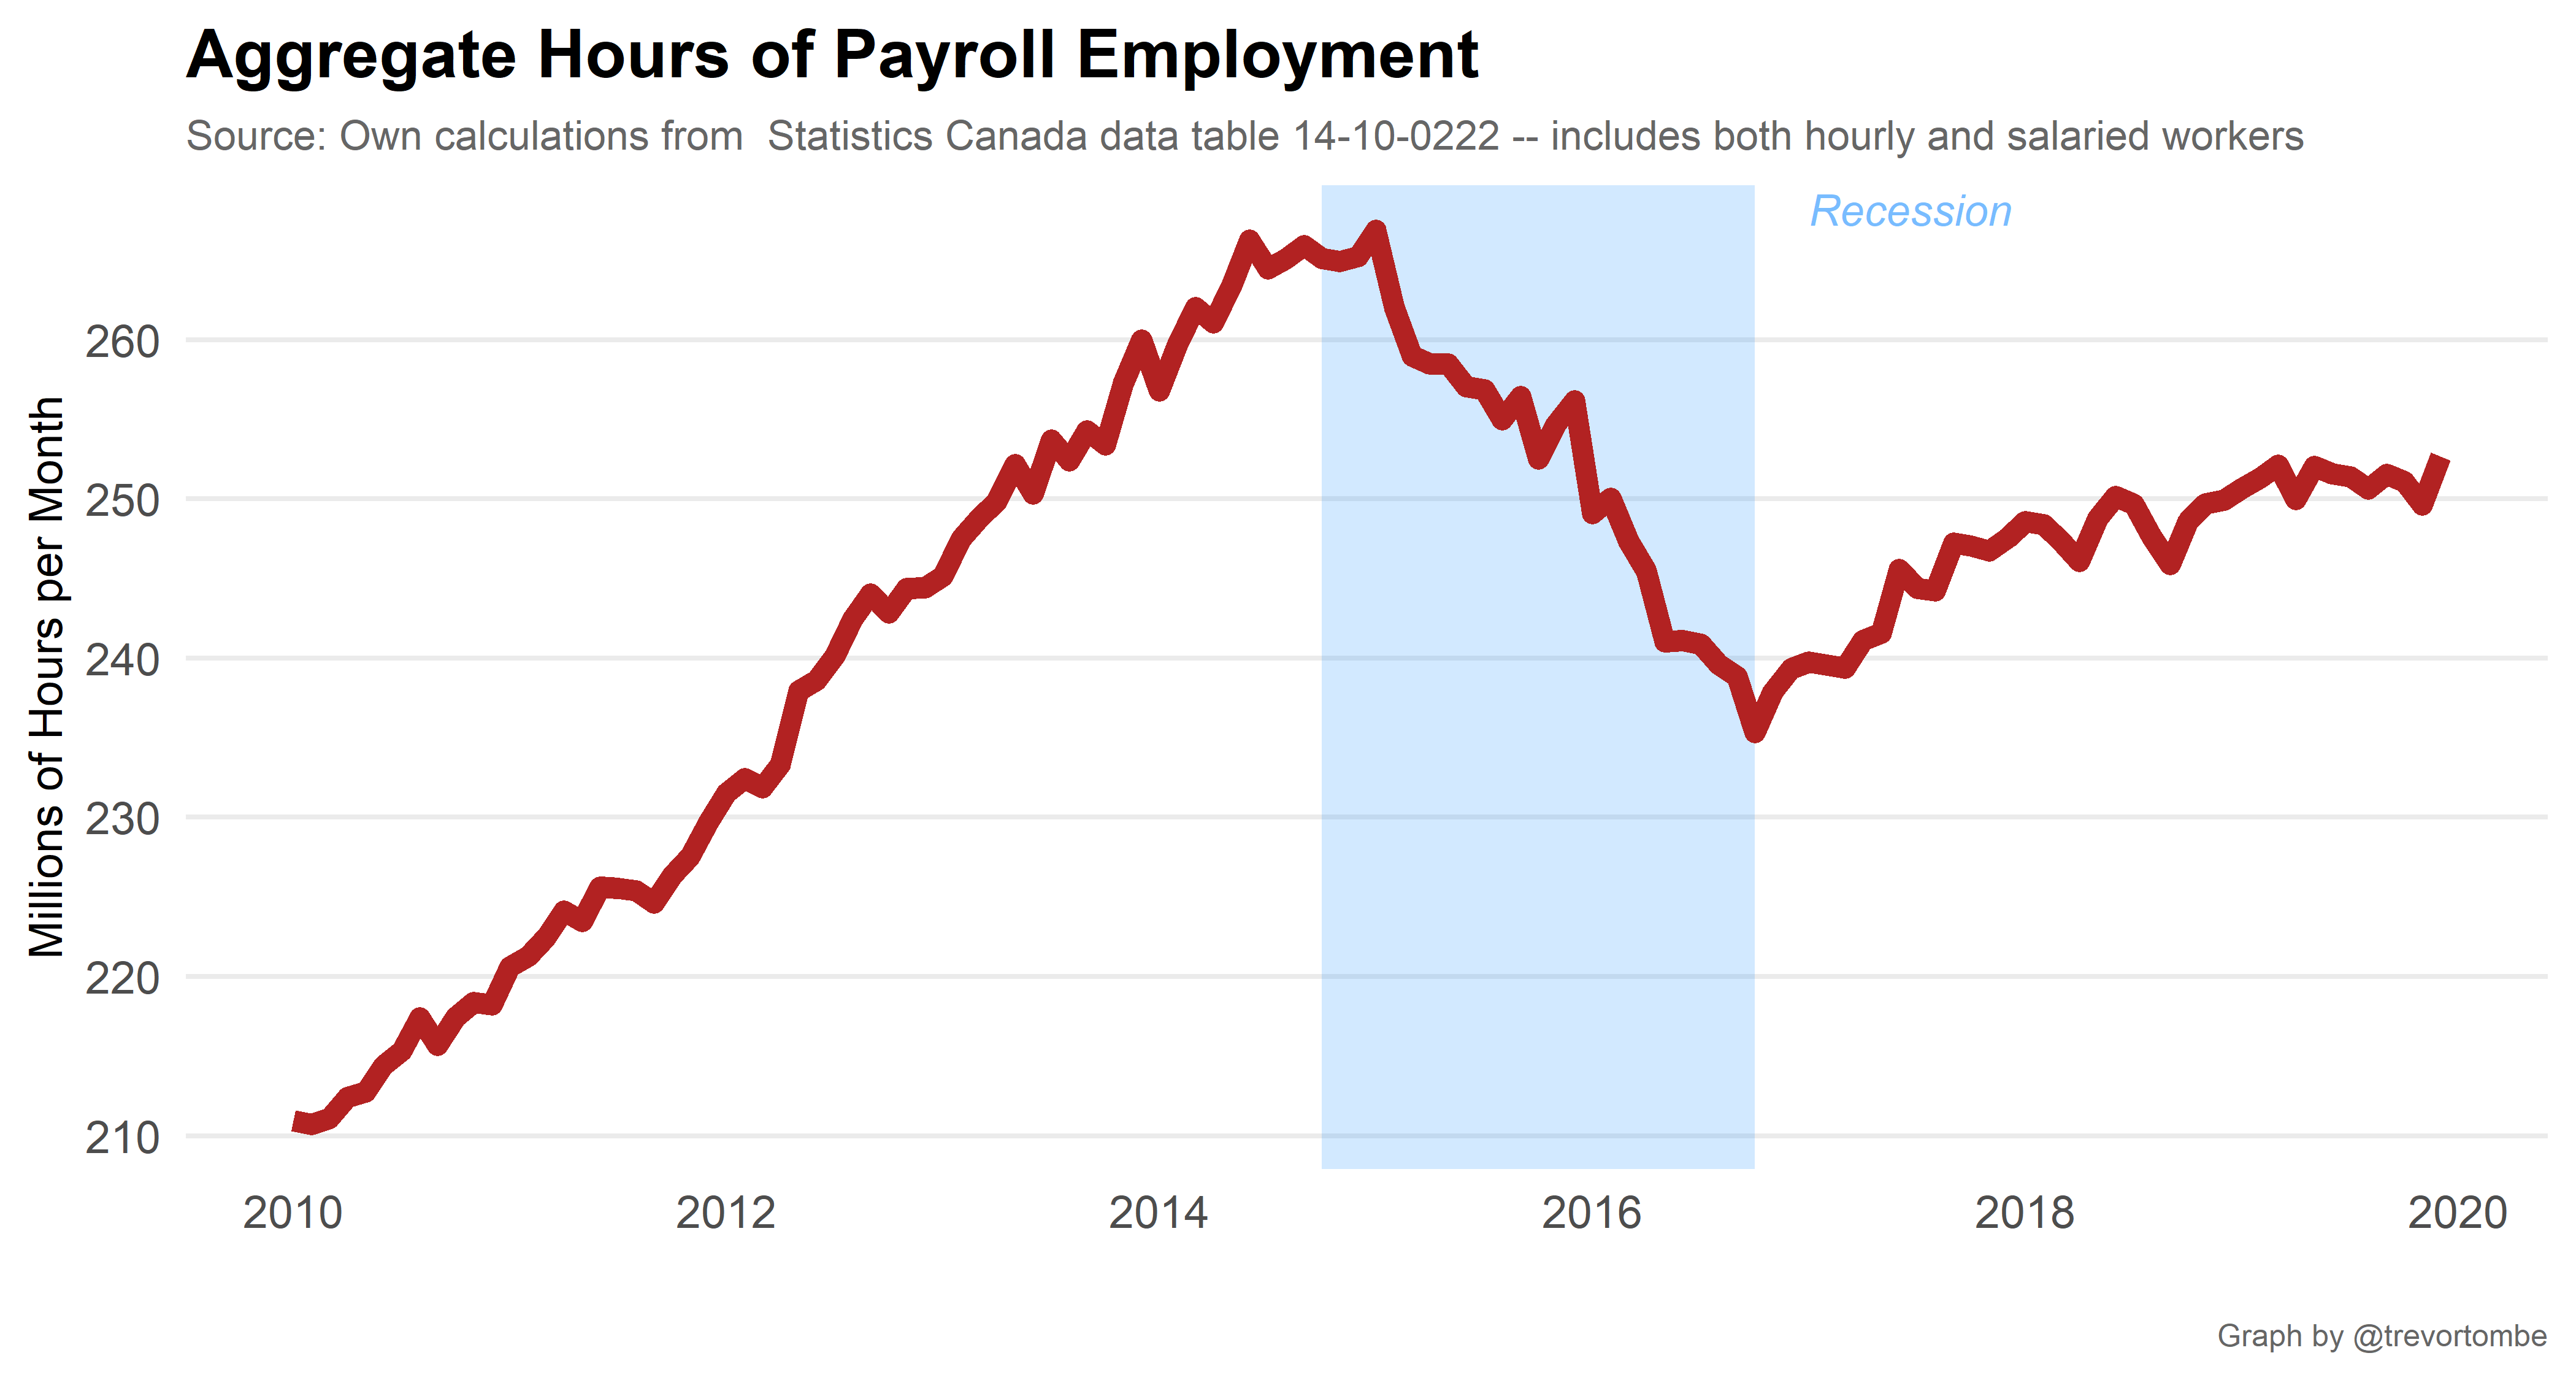 Aggregate Hours of Payroll Employment
Source: Own calculations from  Statistics Canada data table 14-10-0222 -- includes both hourly and salaried workers
Recession
Millions of Hours per Month
260
250
240
230
220
210
2010 2012 2014 2016 2018 2020
Graph by @trevortombe